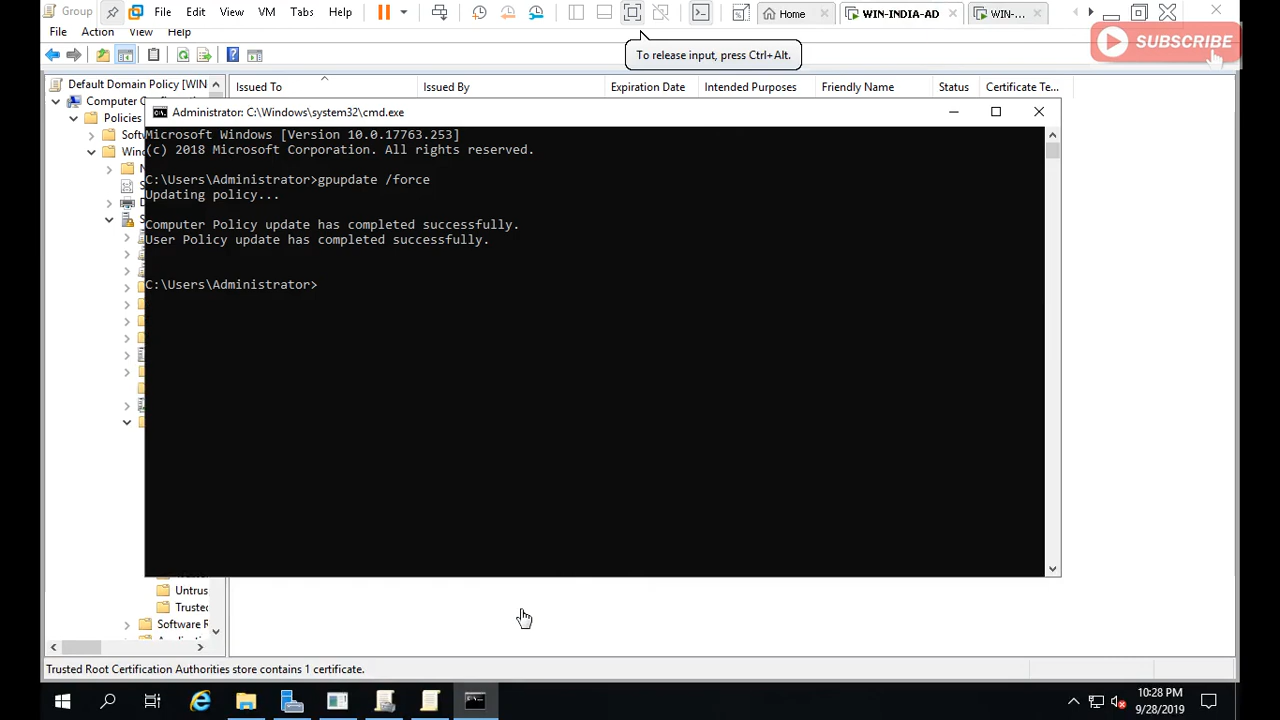 Group
File
Edit
View
VM
Tabs
Help
Home
WIN-INDIA-AD
WIN-...
File
Action
View
Help
SUBSCRIBE
To release input, press Ctrl+Alt.
Default Domain Policy [WIN
Issued To
Issued By
Expiration Date
Intended Purposes
Friendly Name
Status
Certificate Te...
Computer C
Policies
Softw
Wind
Administrator: C:\Windows\system32\cmd.exe
Microsoft Windows [Version 10.0.17763.253]
(c) 2018 Microsoft Corporation. All rights reserved.
C:\Users\Administrator>gpupdate /force
Updating policy...
Computer Policy update has completed successfully.
User Policy update has completed successfully.
C:\Users\Administrator>
Untrus
Trusted
Software R
Trusted Root Certification Authorities store contains 1 certificate.
10:28 PM
9/28/2019